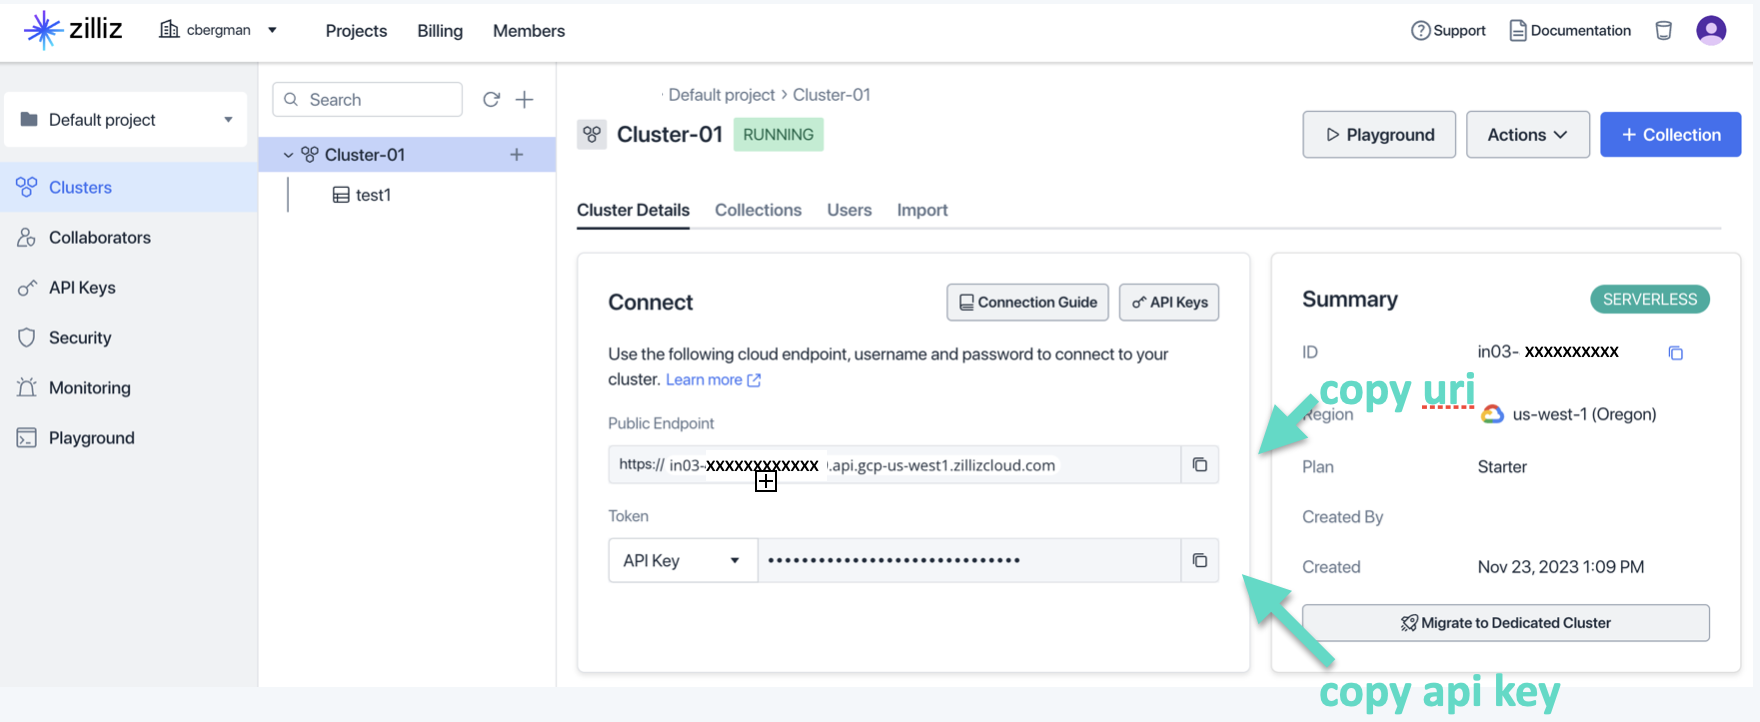 zilliz
cbergman
Projects
Billing
Members
Support
Documentation
Default project
Clusters
Collaborators
API Keys
Security
Monitoring
Playground
Search
Cluster-01
test1
Default project > Cluster-01
Cluster-01 RUNNING
Playground
Actions
+ Collection
Cluster Details
Collections
Users
Import
Connect
Connection Guide
API Keys
Use the following cloud endpoint, username and password to connect to your
cluster. Learn more
Public Endpoint
https:// in03-xxxxxxxxxxxx .api.gcp-us-west1.zillizcloud.com
Token
API Key
Summary
SERVERLESS
ID in03- xxxxxxxxxx
copy uri
Region us-west-1 (Oregon)
Plan Starter
Created By
Created Nov 23, 2023 1:09 PM
Migrate to Dedicated Cluster
copy api key